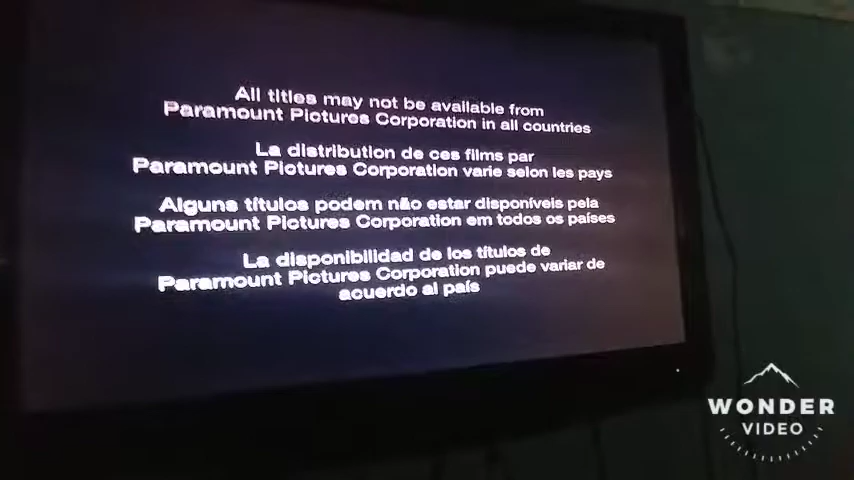 All titles may not be available from
Paramount Pictures Corporation in all countries
La distribution de ces films par
Paramount Pictures Corporation varie selon les pays
Alguns títulos podem não estar disponíveis pela
Paramount Pictures Corporation em todos os países
La disponibilidad de los títulos de
Paramount Pictures Corporation puede variar de
acuerdo al país
WONDER
VIDEO